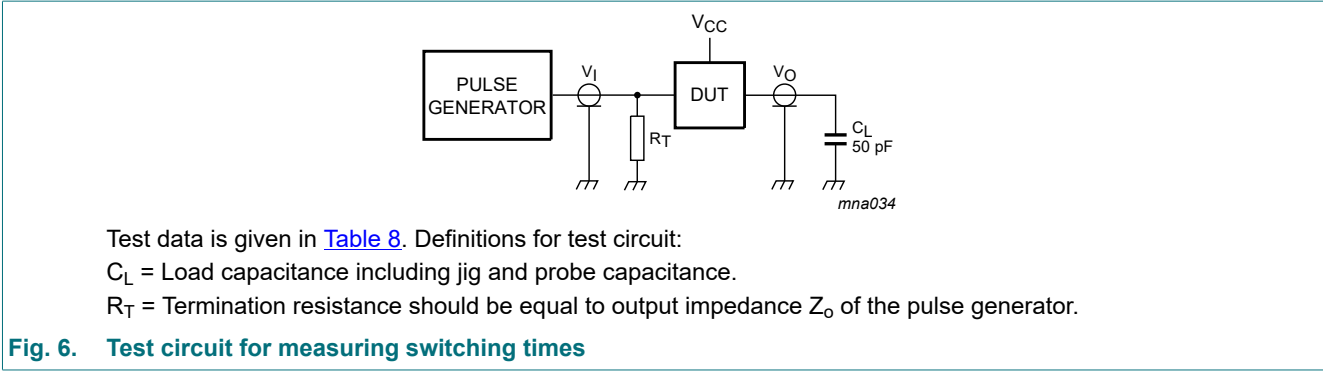 VCC
PULSE
GENERATOR
VI
DUT
VO
RT
CL
50 pF
mna034
Test data is given in Table 8. Definitions for test circuit:
CL = Load capacitance including jig and probe capacitance.
RT = Termination resistance should be equal to output impedance Zo of the pulse generator.
Fig. 6. Test circuit for measuring switching times